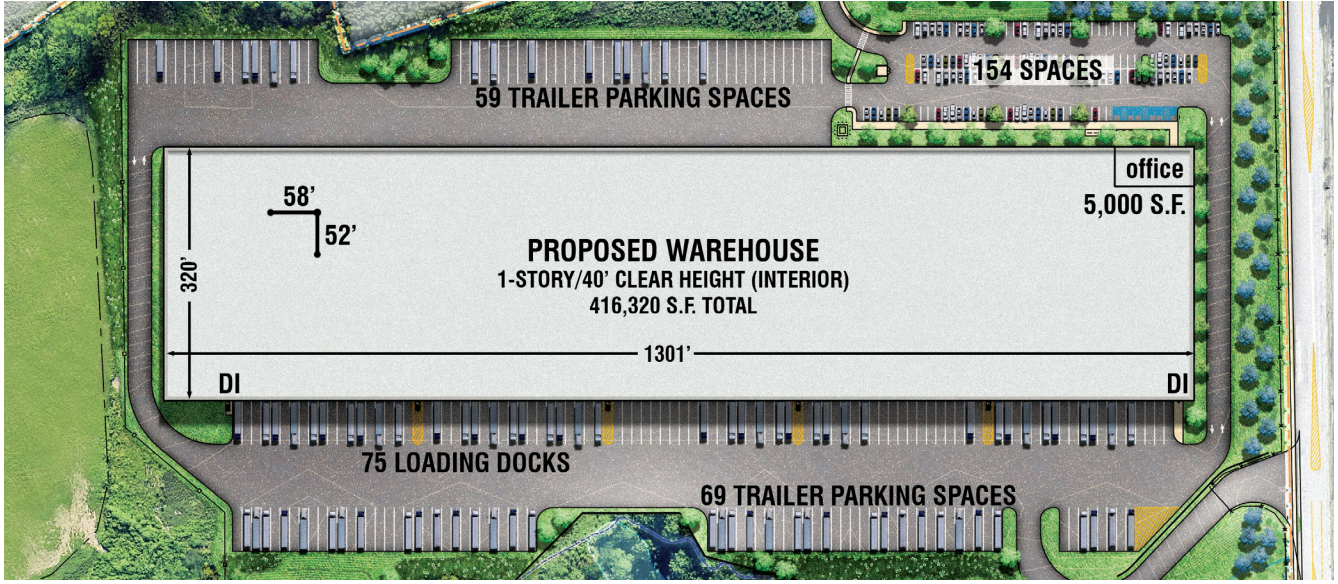 154 SPACES
59 TRAILER PARKING SPACES
office
5,000 S.F.
58'
52'
PROPOSED WAREHOUSE
1-STORY/40' CLEAR HEIGHT (INTERIOR)
416,320 S.F. TOTAL
320'
1301'
DI
DI
75 LOADING DOCKS
69 TRAILER PARKING SPACES